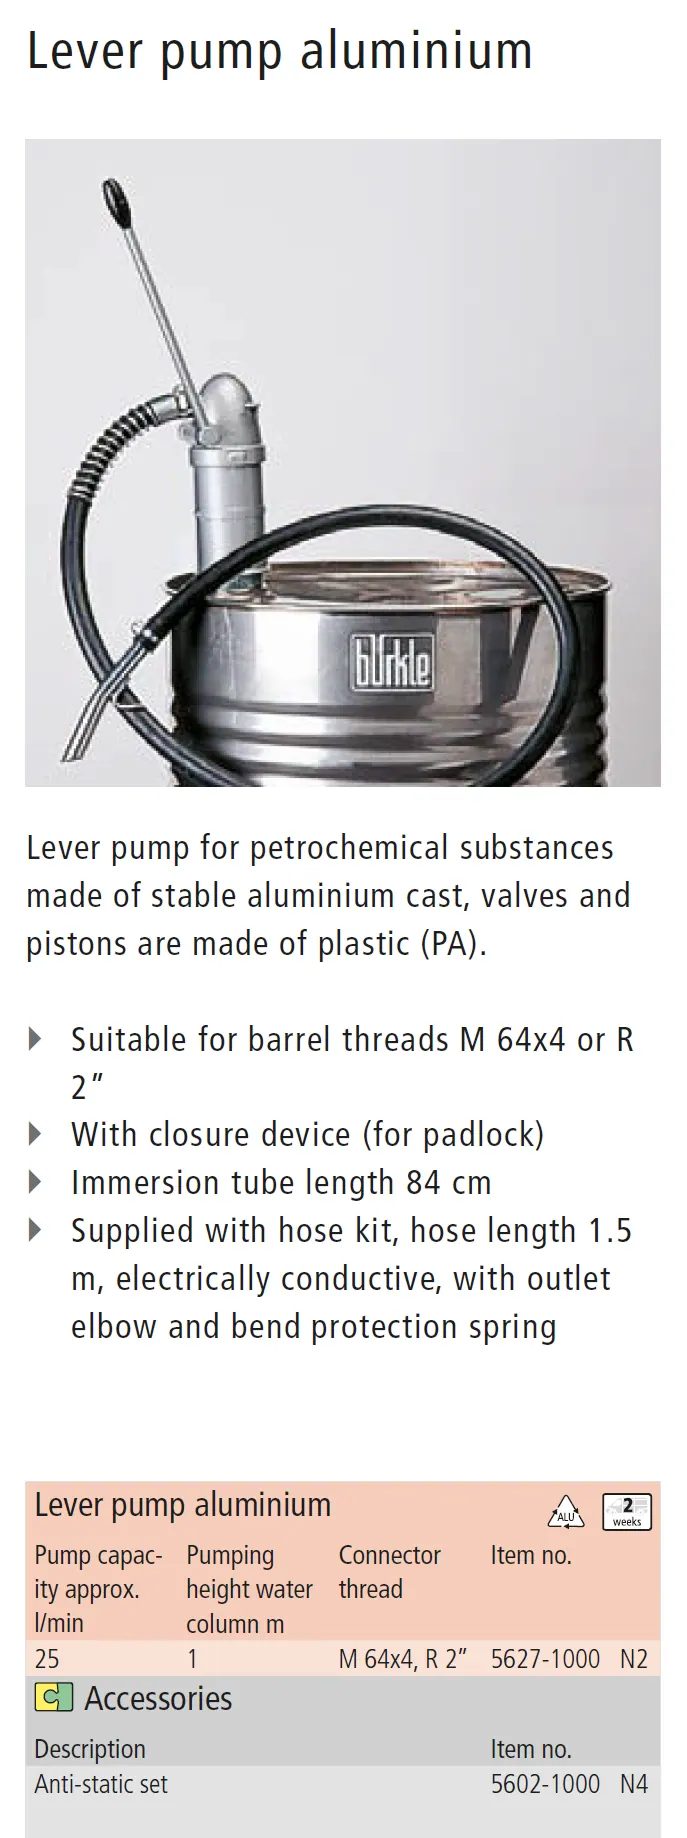 Lever pump aluminium
bürkle
Lever pump for petrochemical substances
made of stable aluminium cast, valves and
pistons are made of plastic (PA).
Suitable for barrel threads M 64x4 or R
2”
With closure device (for padlock)
Immersion tube length 84 cm
Supplied with hose kit, hose length 1.5
m, electrically conductive, with outlet
elbow and bend protection spring
Lever pump aluminium
ALU
2
weeks
Pump capac- Pumping Connector Item no.
ity approx. height water thread
l/min column m
25 1 M 64x4, R 2” 5627-1000 N2
Accessories
Description Item no.
Anti-static set 5602-1000 N4